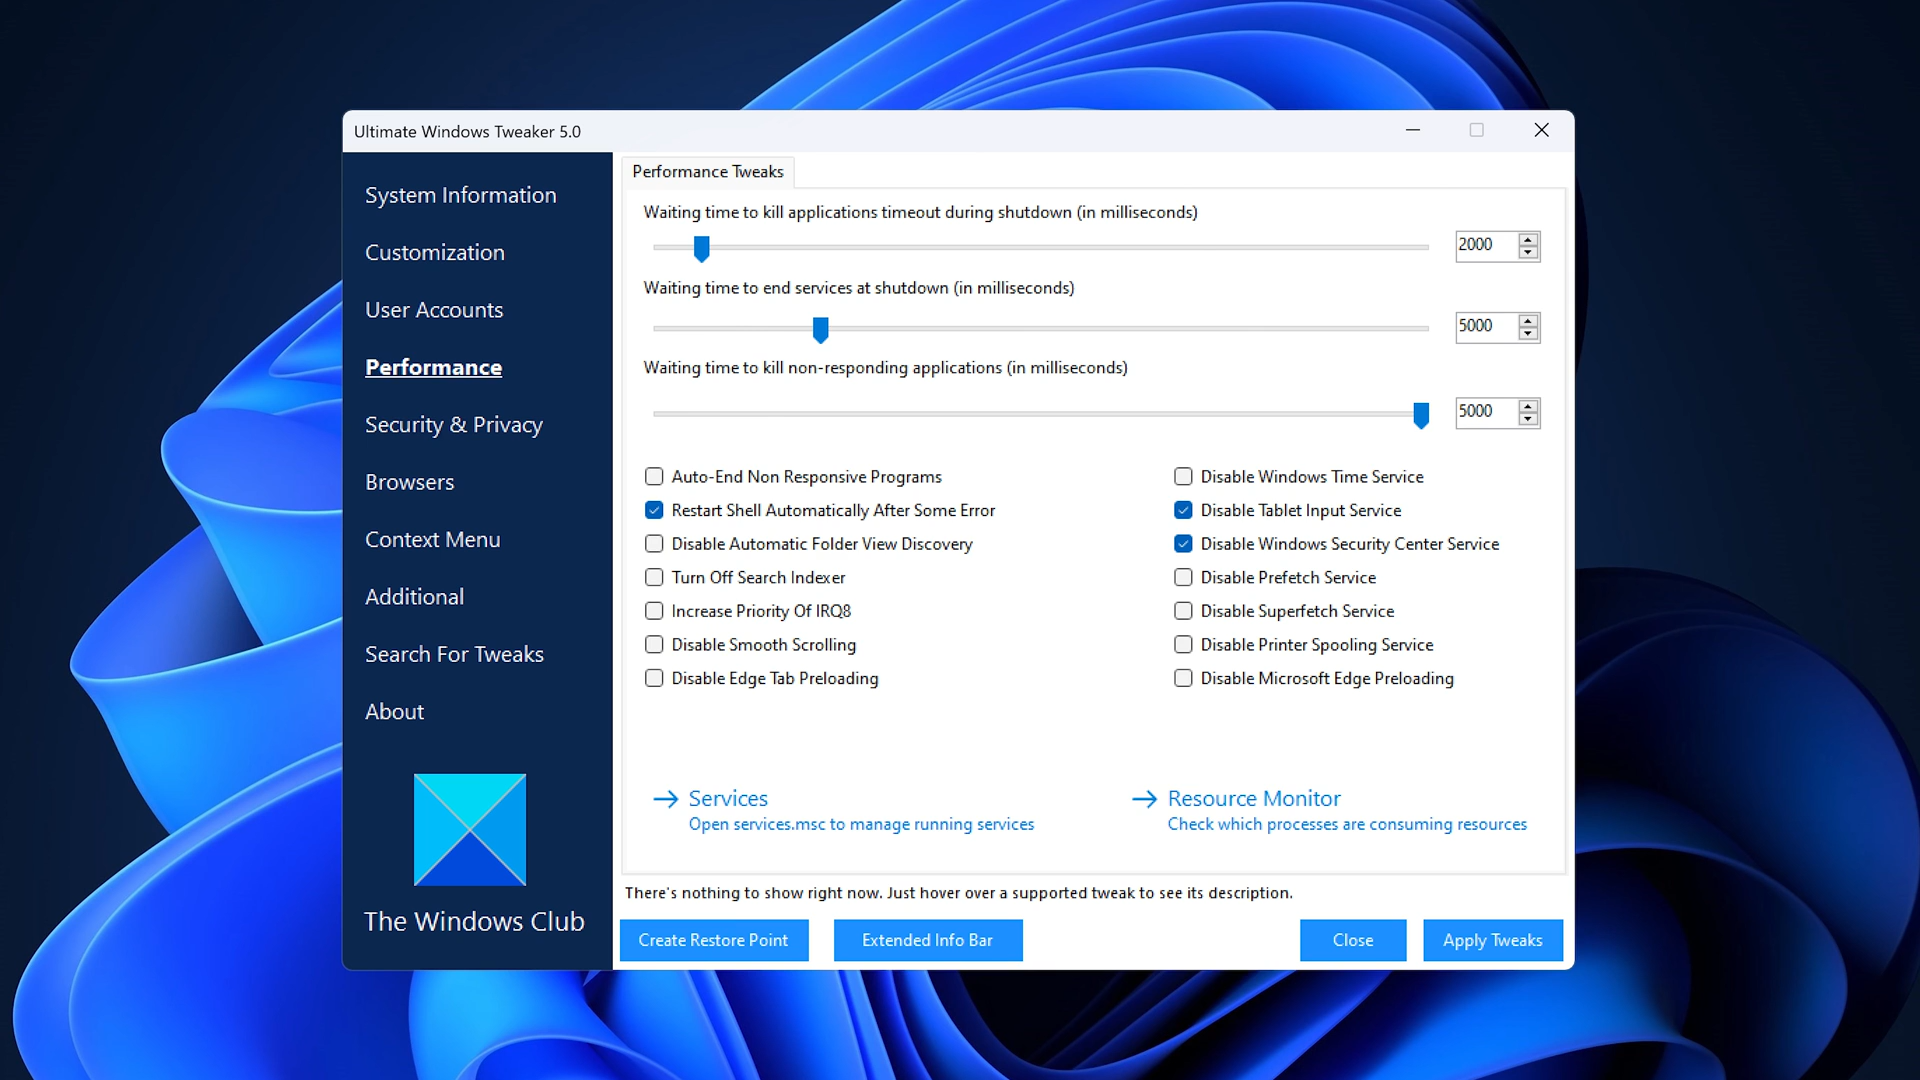 Ultimate Windows Tweaker 5.0
System Information
Customization
User Accounts
Performance
Security & Privacy
Browsers
Context Menu
Additional
Search For Tweaks
About
The Windows Club
Performance Tweaks
Waiting time to kill applications timeout during shutdown (in milliseconds)
2000
Waiting time to end services at shutdown (in milliseconds)
5000
Waiting time to kill non-responding applications (in milliseconds)
5000
Auto-End Non Responsive Programs
Restart Shell Automatically After Some Error
Disable Automatic Folder View Discovery
Turn Off Search Indexer
Increase Priority Of IRQ8
Disable Smooth Scrolling
Disable Edge Tab Preloading
Disable Windows Time Service
Disable Tablet Input Service
Disable Windows Security Center Service
Disable Prefetch Service
Disable Superfetch Service
Disable Printer Spooling Service
Disable Microsoft Edge Preloading
Services
Open services.msc to manage running services
Resource Monitor
Check which processes are consuming resources
There's nothing to show right now. Just hover over a supported tweak to see its description.
Create Restore Point
Extended Info Bar
Close
Apply Tweaks